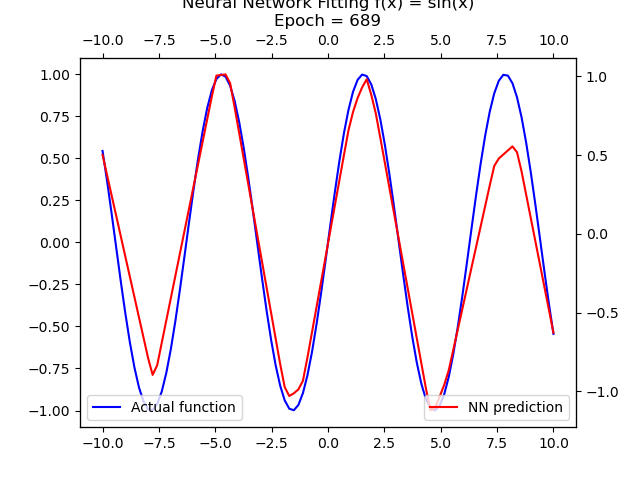 Neural Network Fitting f(x) = sin(x)
Epoch = 689
−10.0 −7.5 −5.0 −2.5 0.0 2.5 5.0 7.5 10.0
1.00
0.75
0.50
0.25
0.00
−0.25
−0.50
−0.75
−1.00
1.0
0.5
0.0
−0.5
−1.0
Actual function
NN prediction
−10.0 −7.5 −5.0 −2.5 0.0 2.5 5.0 7.5 10.0